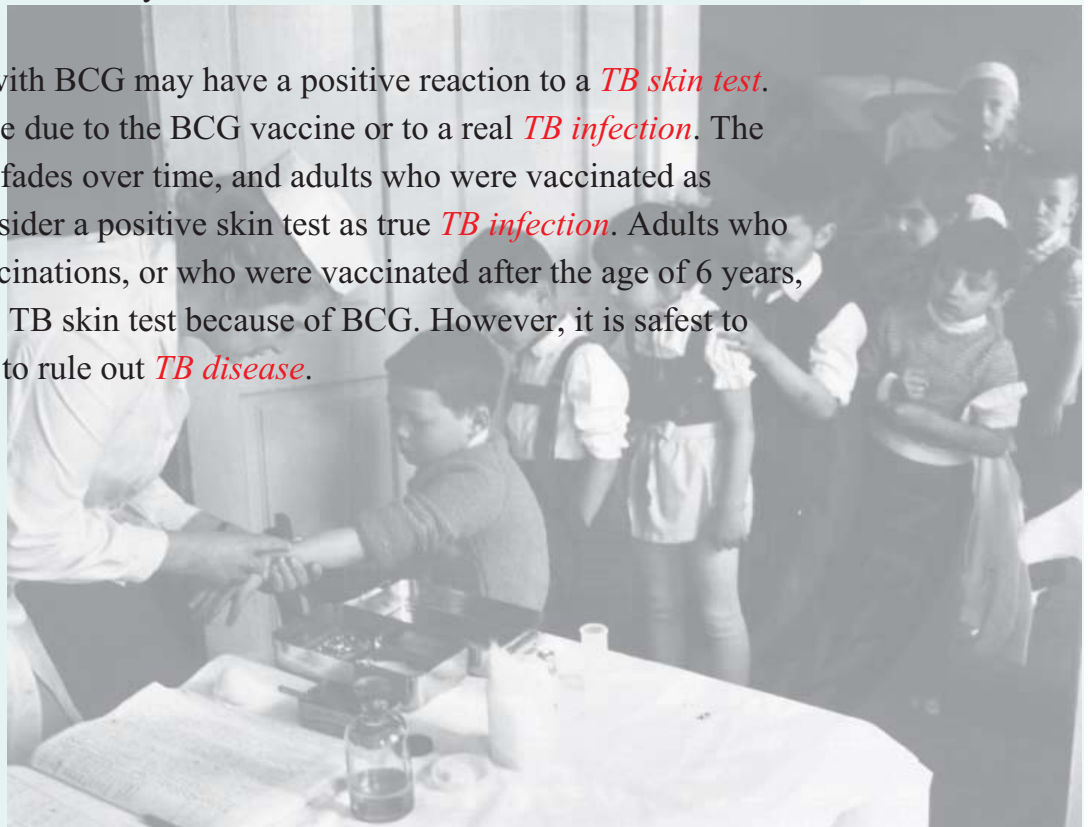 with BCG may have a positive reaction to a TB skin test.
e due to the BCG vaccine or to a real TB infection. The
fades over time, and adults who were vaccinated as
sider a positive skin test as true TB infection. Adults who
cinations, or who were vaccinated after the age of 6 years,
TB skin test because of BCG. However, it is safest to
to rule out TB disease.